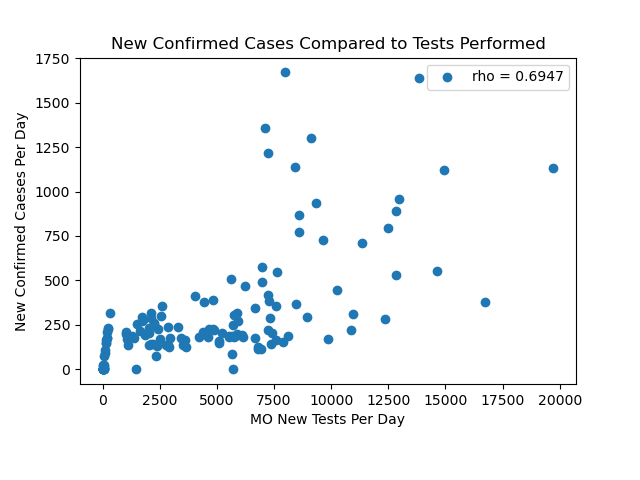 New Confirmed Cases Compared to Tests Performed
rho = 0.6947
1750
1500
1250
1000
750
500
250
0
New Confirmed Caeses Per Day
0 2500 5000 7500 10000 12500 15000 17500 20000
MO New Tests Per Day